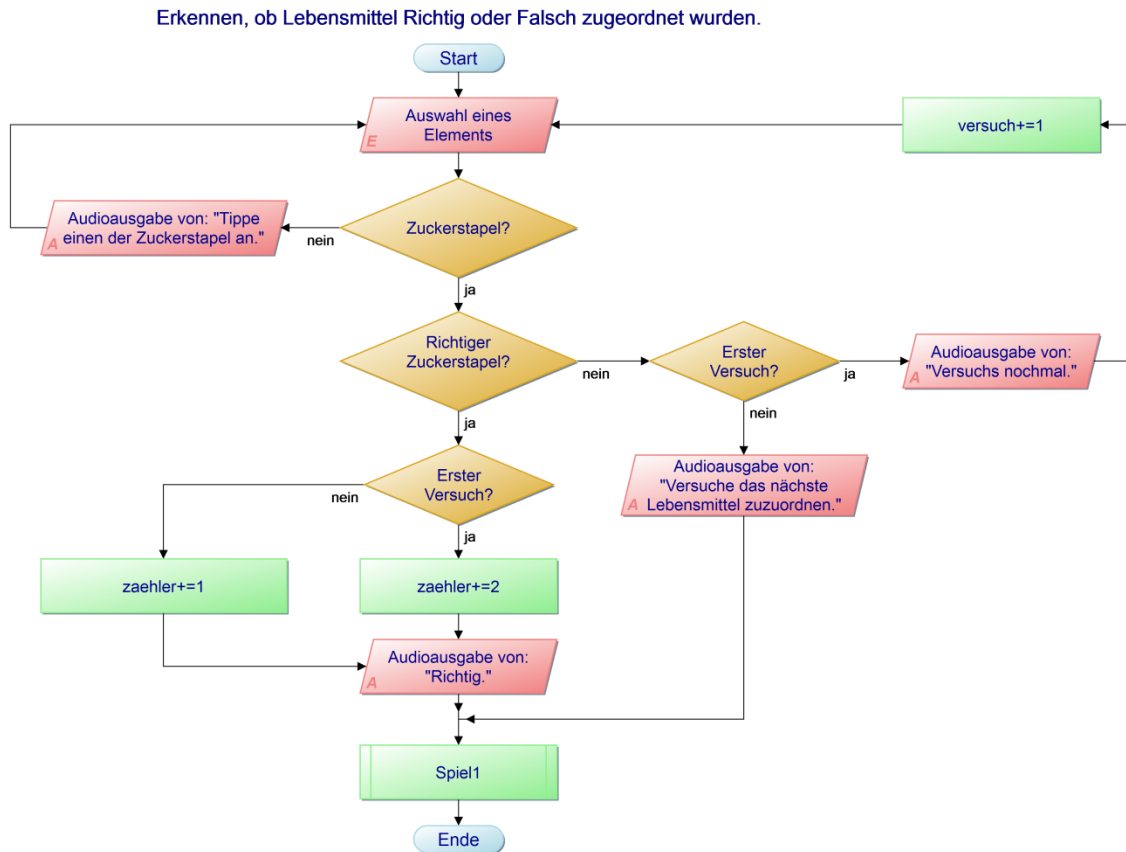 Erkennen, ob Lebensmittel Richtig oder Falsch zugeordnet wurden.
Start
Auswahl eines
Elements
E
versuch+=1
Zuckerstapel?
nein
Audioausgabe von: "Tippe
einen der Zuckerstapel an."
A
ja
Richtiger
Zuckerstapel?
nein
Erster
Versuch?
ja
Audioausgabe von:
"Versuchs nochmal."
A
ja
nein
Erster
Versuch?
nein
Audioausgabe von:
"Versuche das nächste
Lebensmittel zuzuordnen."
A
ja
zaehler+=1
zaehler+=2
Audioausgabe von:
"Richtig."
A
Spiel1
Ende